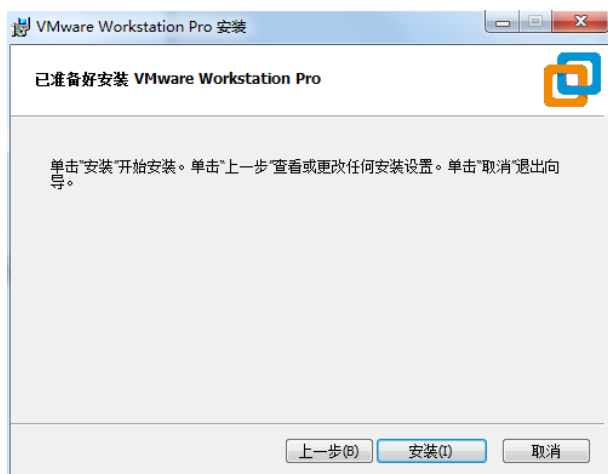 VMware Workstation Pro 安装
已准备好安装 VMware Workstation Pro
单击"安装"开始安装。单击"上一步"查看或更改任何安装设置。单击"取消"退出向
导。
上一步(B) 安装(I) 取消